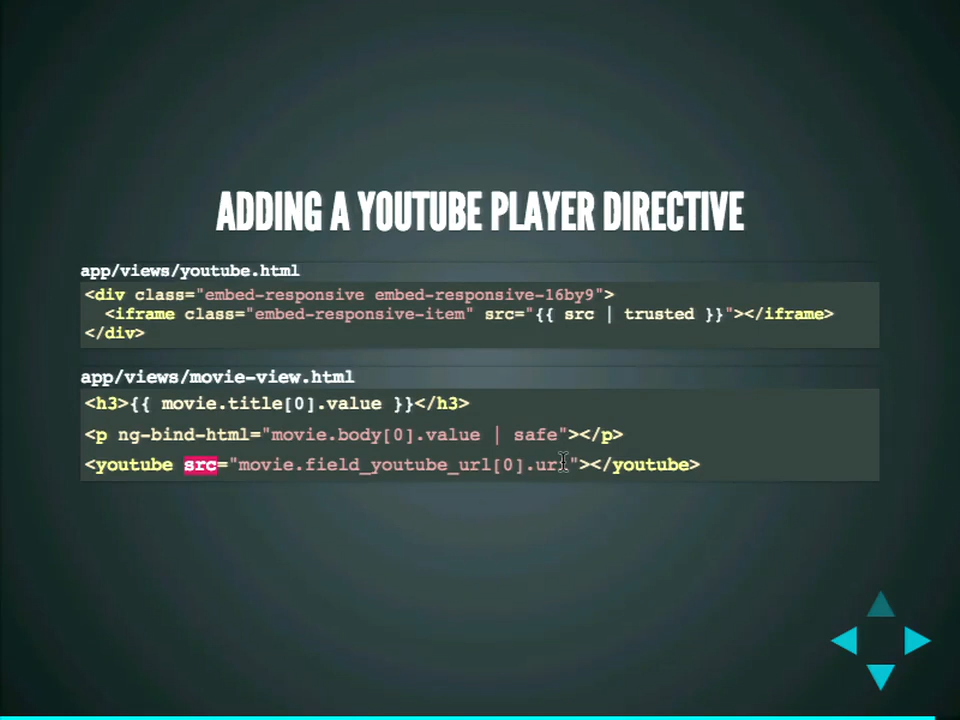 ADDING A YOUTUBE PLAYER DIRECTIVE
app/views/youtube.html
<div class="embed-responsive embed-responsive-16by9">
  <iframe class="embed-responsive-item" src="{{ src | trusted }}"></iframe>
</div>
app/views/movie-view.html
<h3>{{ movie.title[0].value }}</h3>
<p ng-bind-html="movie.body[0].value | safe"></p>
<youtube src="movie.field_youtube_url[0]."></youtube>